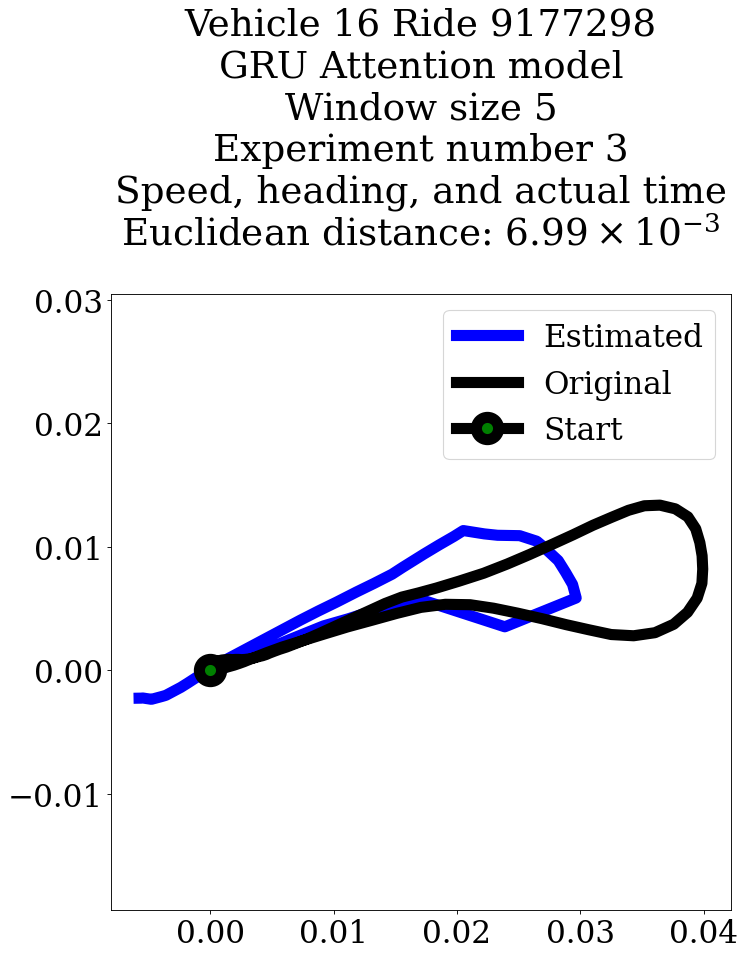 Vehicle 16 Ride 9177298
GRU Attention model
Window size 5
Experiment number 3
Speed, heading, and actual time
Euclidean distance: 6.99 × 10⁻³
0.03
0.02
0.01
0.00
−0.01
Estimated
Original
Start
0.00 0.01 0.02 0.03 0.04